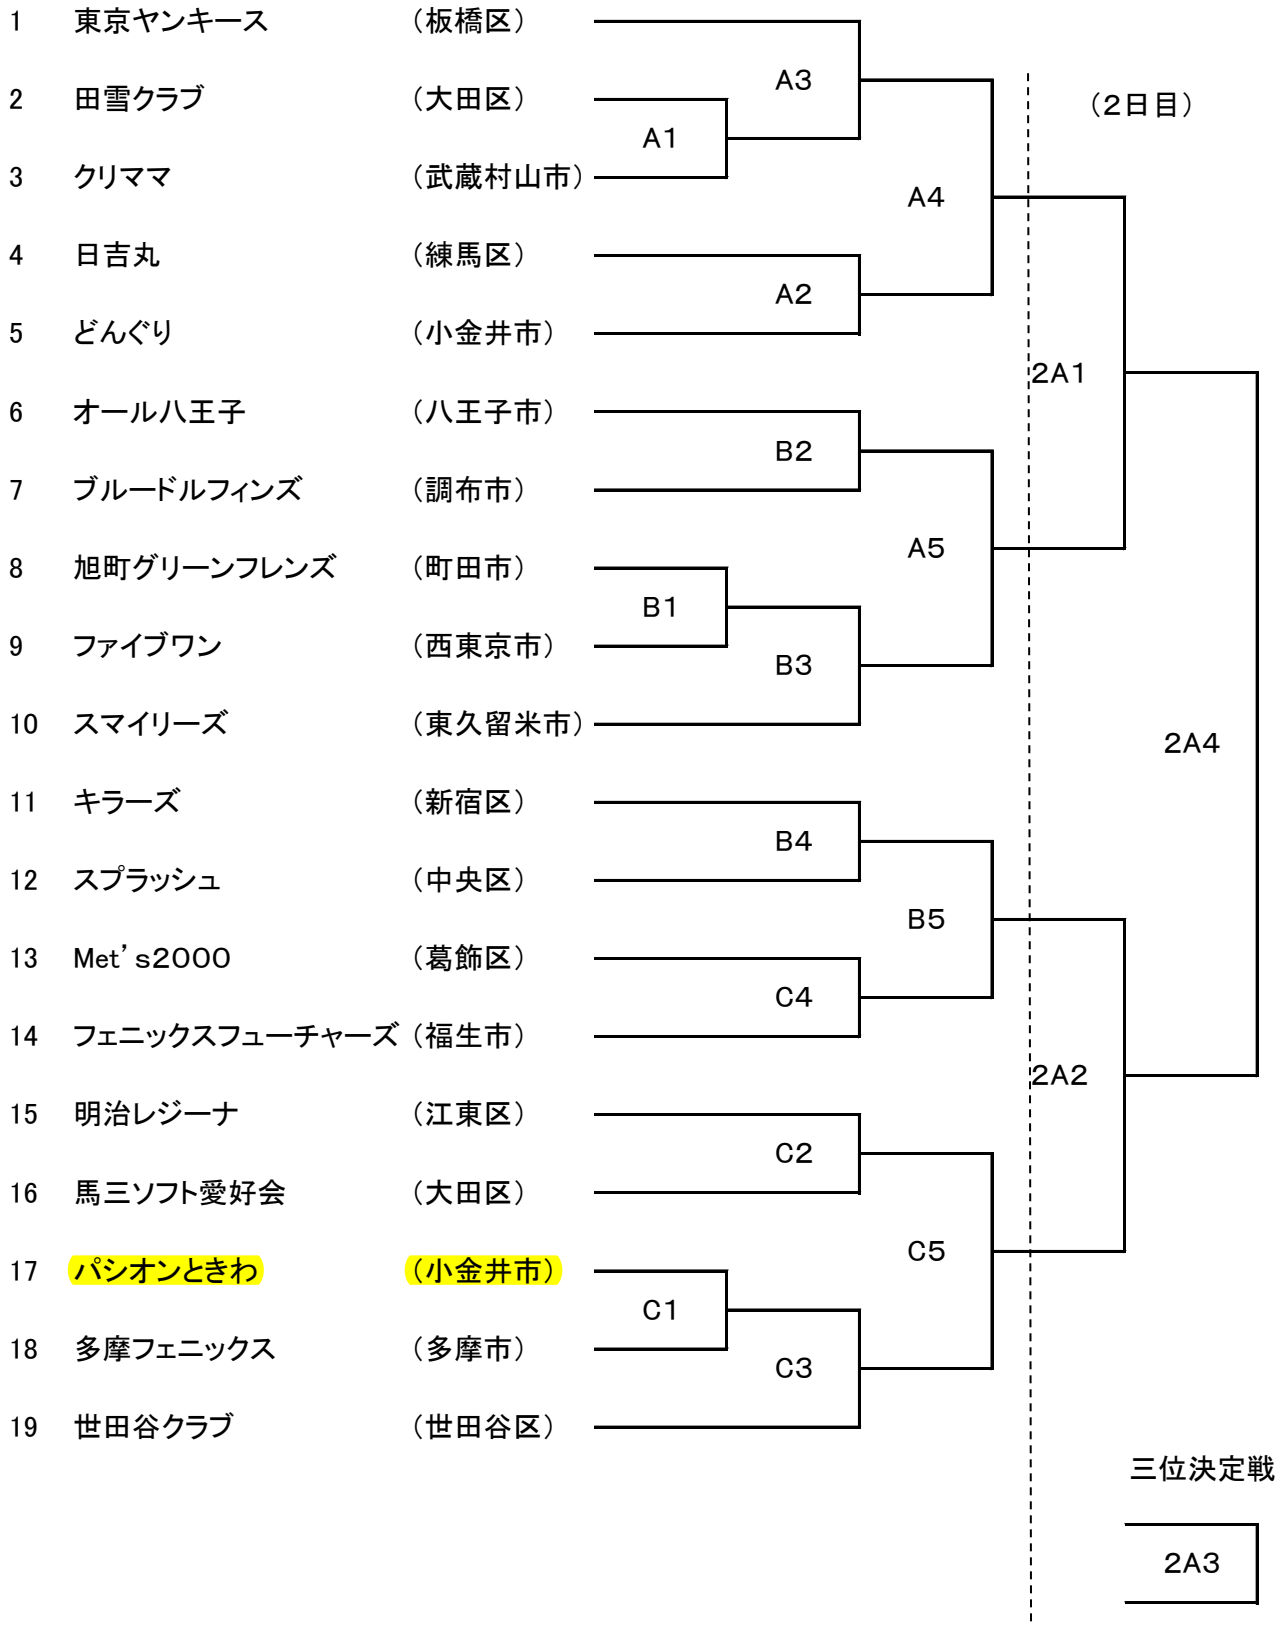 1 東京ヤンキース （板橋区）
A3
2 田雪クラブ （大田区）
（2日目）
A1
3 クリママ （武蔵村山市）
A4
4 日吉丸 （練馬区）
A2
5 どんぐり （小金井市）
2A1
6 オール八王子 （八王子市）
B2
7 ブルードルフィンズ （調布市）
A5
8 旭町グリーンフレンズ （町田市）
B1
9 ファイブワン （西東京市）
B3
10 スマイリーズ （東久留米市）
2A4
11 キラーズ （新宿区）
B4
12 スプラッシュ （中央区）
B5
13 Met’s2000 （葛飾区）
C4
14 フェニックスフューチャーズ （福生市）
2A2
15 明治レジーナ （江東区）
C2
16 馬三ソフト愛好会 （大田区）
C5
17 パシオンときわ （小金井市）
C1
18 多摩フェニックス （多摩市）
C3
19 世田谷クラブ （世田谷区）
三位決定戦
2A3